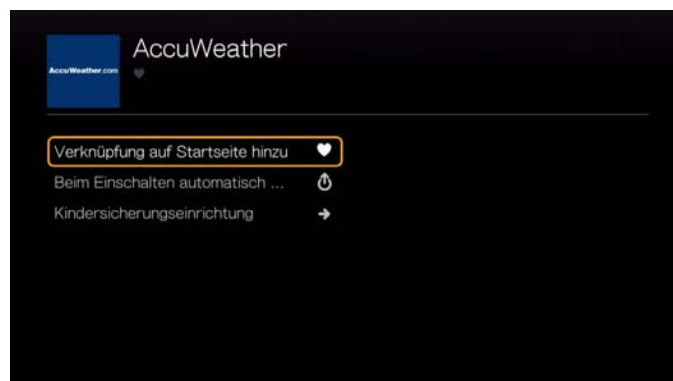 AccuWeather
AccuWeather.com
Verknüpfung auf Startseite hinzu
Beim Einschalten automatisch ...
Kindersicherungseinrichtung